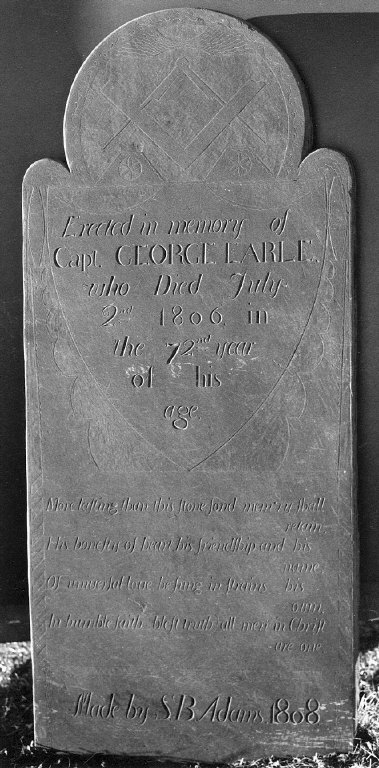 Erected in memory of
Capt. GEORGE EARLE
who Died July
2nd 1806, in
the 72nd year
of his
age
More lasting than this stone fond mem'ry shall
retain,
His honesty of heart his friendship and his
name.
Of universal love he sung in strains his
own,
In humble faith, blest truth, all men in Christ
are one.
Made by S.B. Adams, 1808